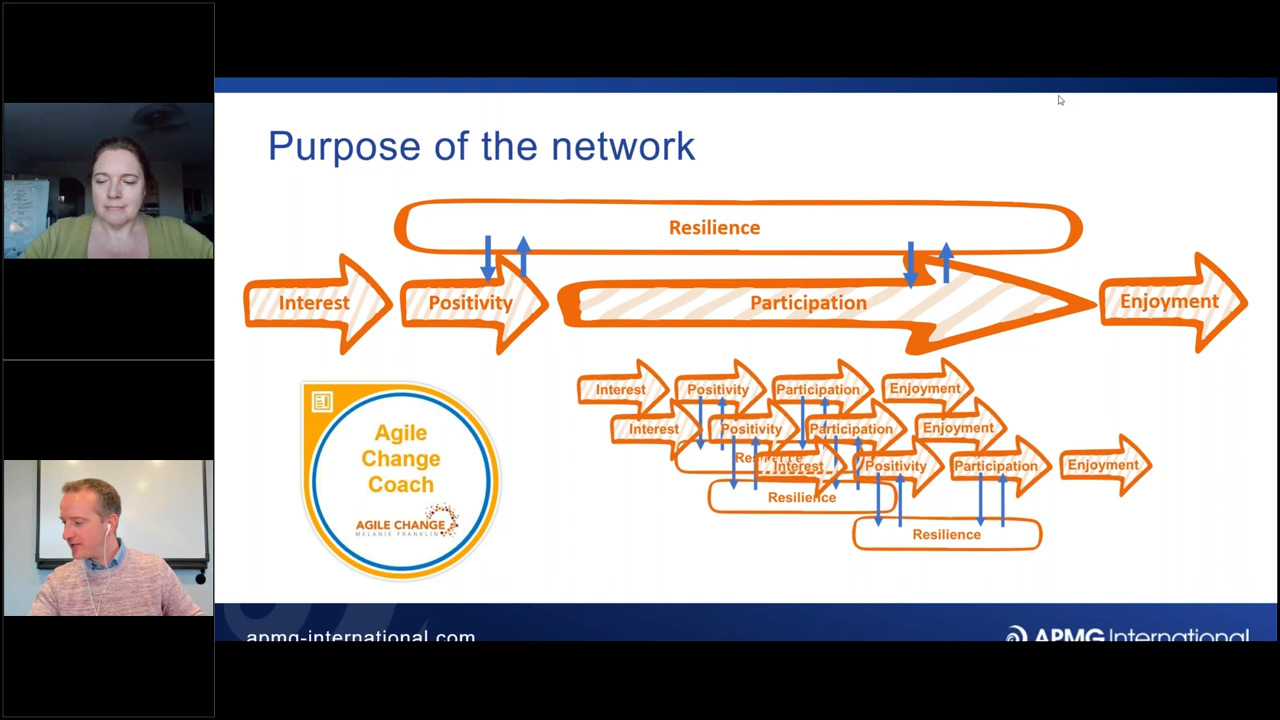 Purpose of the network
Resilience
Interest
Positivity
Participation
Enjoyment
Interest
Positivity
Participation
Enjoyment
Interest
Positivity
Participation
Enjoyment
Resilience
Interest
Positivity
Participation
Enjoyment
Resilience
Resilience
Agile
Change
Coach
AGILE CHANGE
MELANIE FRANKLIN
apmg-international.com
APMG International